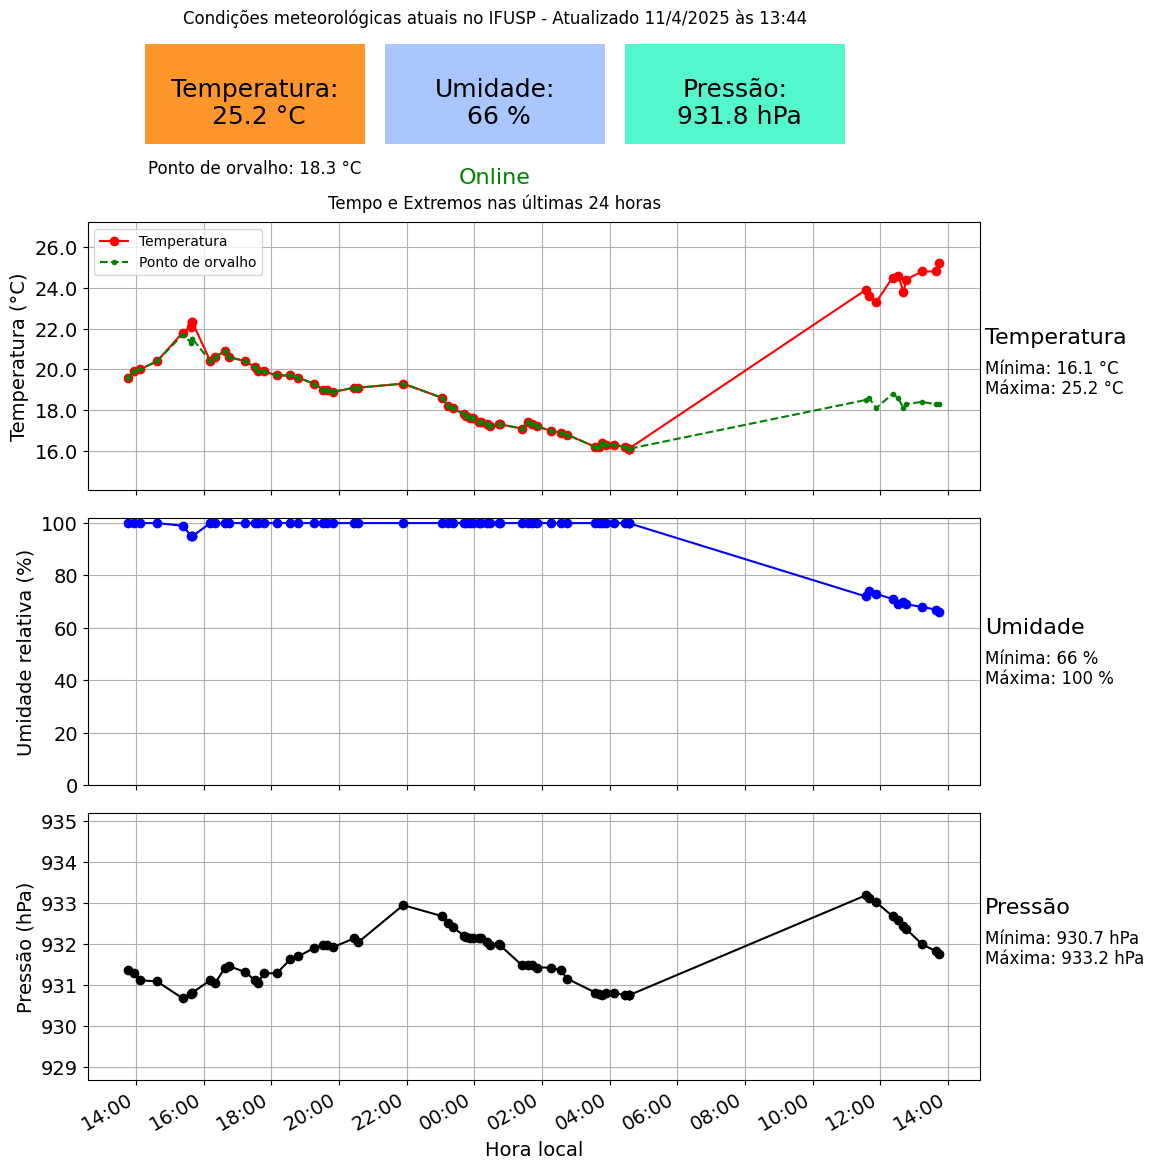 Condições meteorológicas atuais no IFUSP - Atualizado 11/4/2025 às 13:44
Temperatura:
25.2 °C
Umidade:
66 %
Pressão:
931.8 hPa
Ponto de orvalho: 18.3 °C
Online
Tempo e Extremos nas últimas 24 horas
Temperatura (°C)
26.0
24.0
22.0
20.0
18.0
16.0
Temperatura
Ponto de orvalho
Temperatura
Mínima: 16.1 °C
Máxima: 25.2 °C
Umidade relativa (%)
100
80
60
40
20
0
Umidade
Mínima: 66 %
Máxima: 100 %
Pressão (hPa)
935
934
933
932
931
930
929
Pressão
Mínima: 930.7 hPa
Máxima: 933.2 hPa
14:00 16:00 18:00 20:00 22:00 00:00 02:00 04:00 06:00 08:00 10:00 12:00 14:00
Hora local